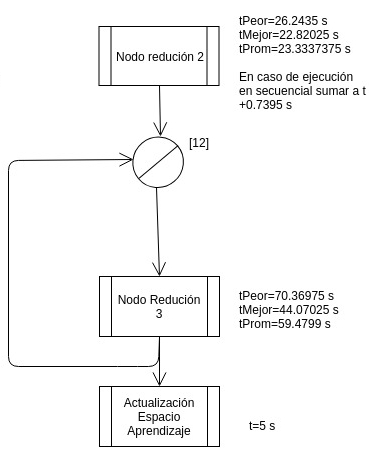 tPeor=26.2435 s
tMejor=22.82025 s
tProm=23.3337375 s
Nodo redución 2
En caso de ejecución
en secuencial sumar a t
+0.7395 s
[12]
Nodo Redución
3
tPeor=70.36975 s
tMejor=44.07025 s
tProm=59.4799 s
Actualización
Espacio
Aprendizaje
t=5 s